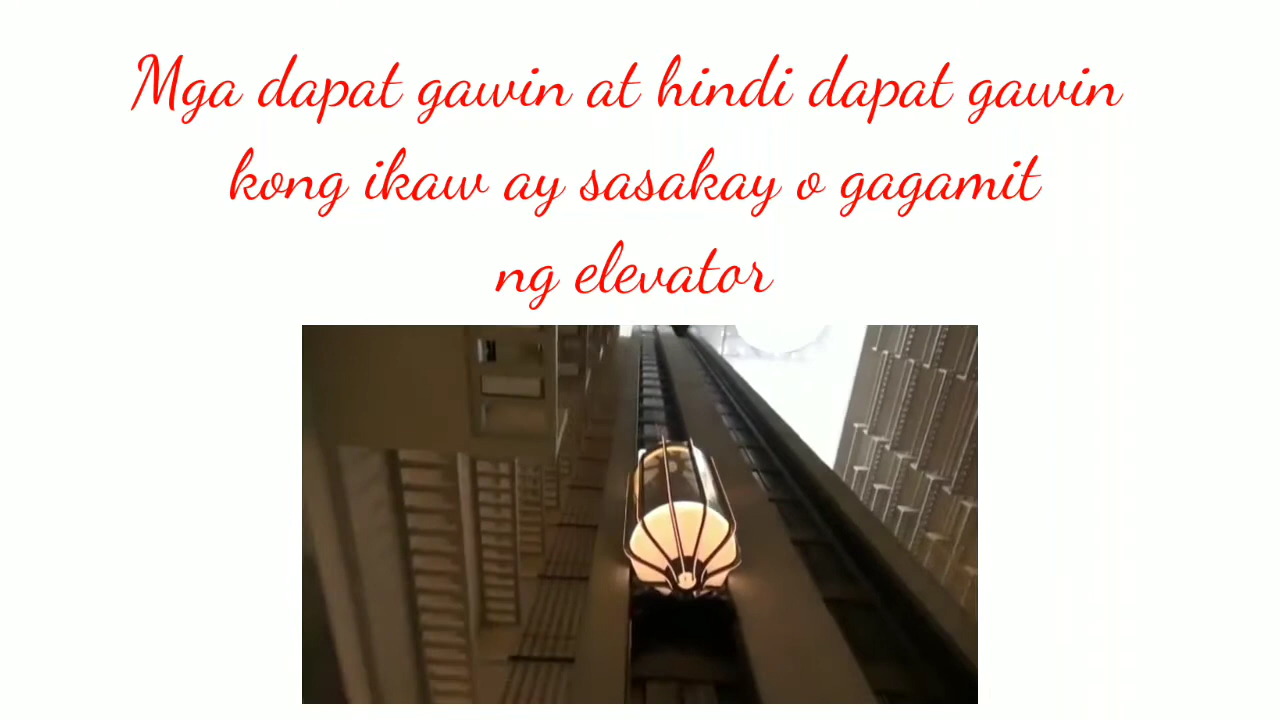 Mga dapat gawin at hindi dapat gawin
kong ikaw ay sasakay o gagamit
ng elevator